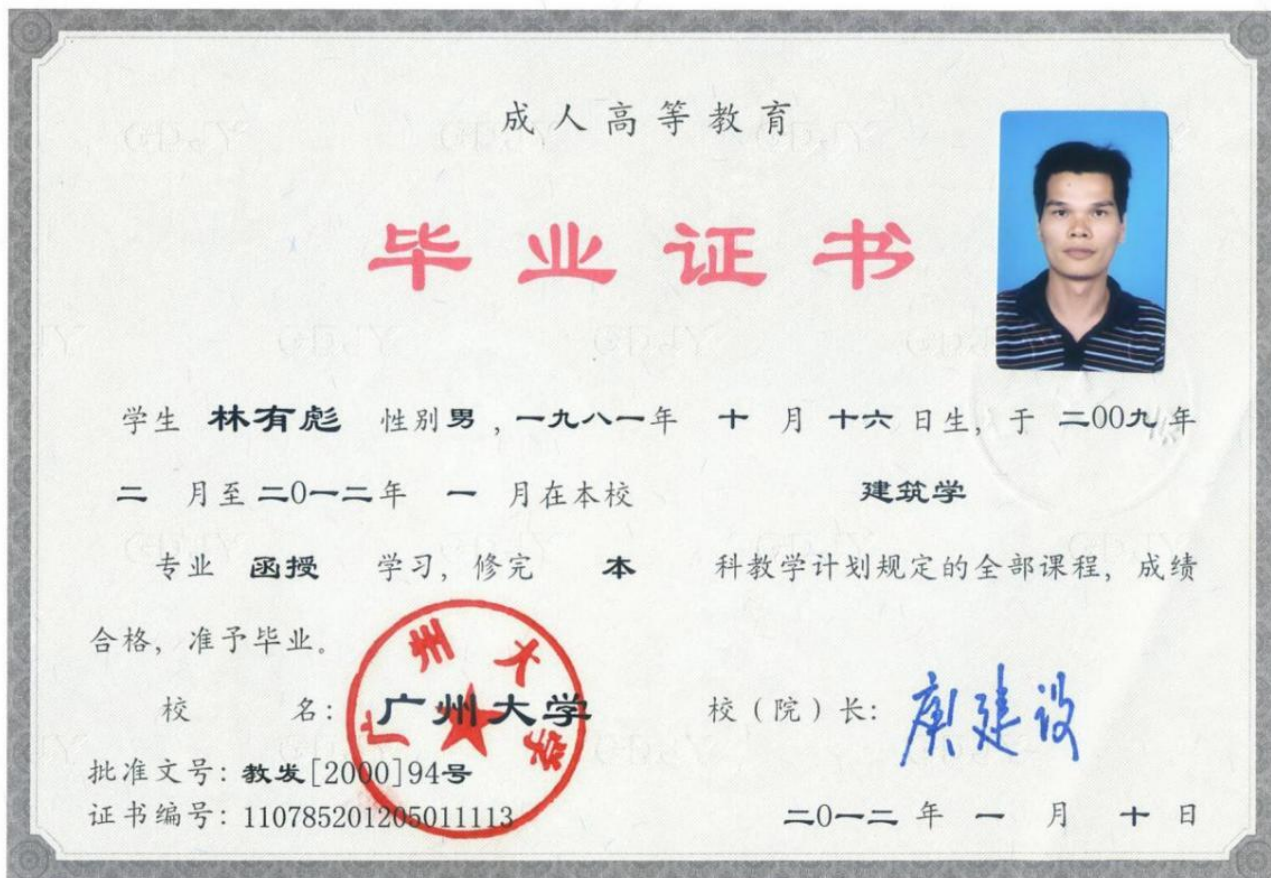 成人高等教育
毕业证书
学生 林有彪 性别男,一九八一年 十 月 十六 日生,于 二00九年
二 月至 二0一二年 一 月在本校 建筑学
专业 函授 学习,修完 本 科教学计划规定的全部课程,成绩
合格,准予毕业。
广州大学
校 名: 广州大学 校(院)长: 庾建设
批准文号: 教发[2000]94号
证书编号: 110785201205011113 二0一二 年 一 月 十 日